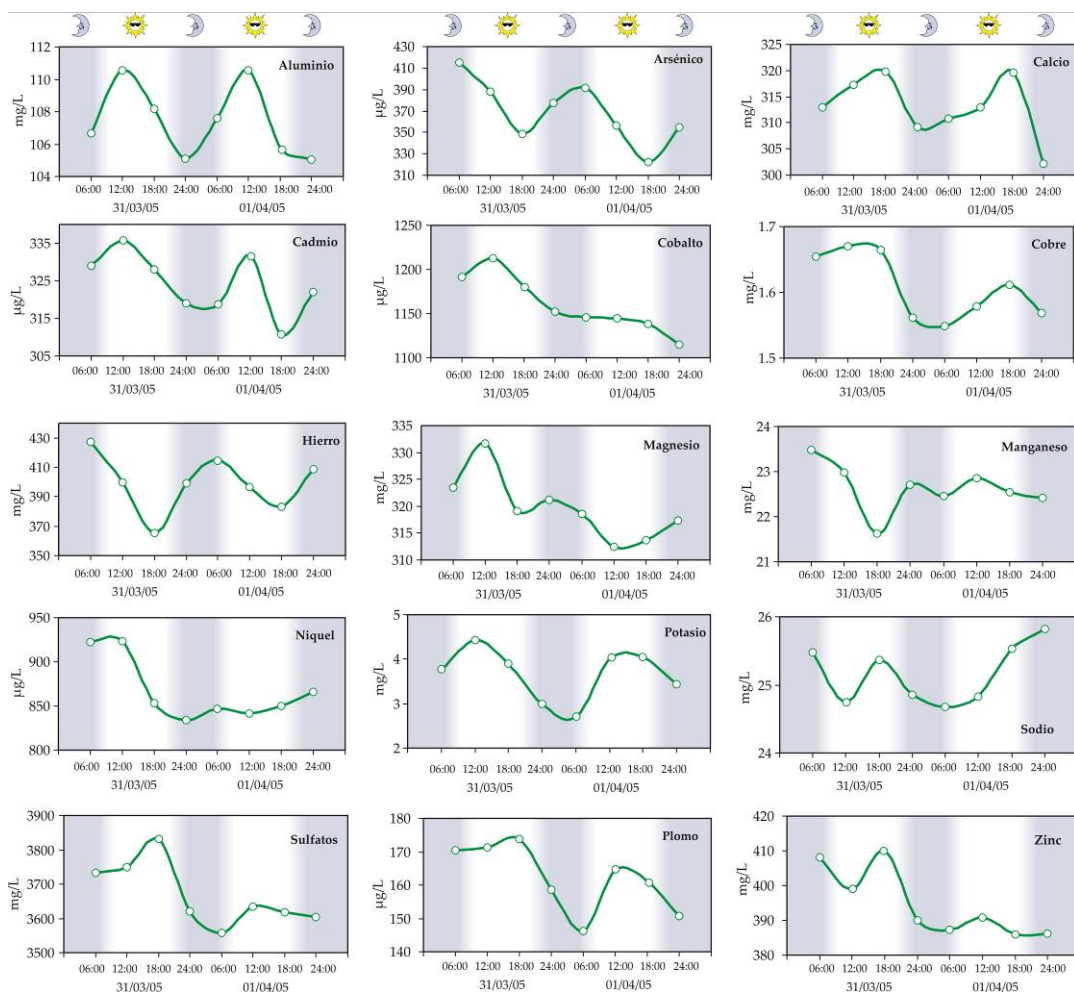 112
110
108
106
104
mg/L
Aluminio
06:00 12:00 18:00 24:00 06:00 12:00 18:00 24:00
31/03/05 01/04/05
430
410
390
370
350
330
310
µg/L
Arsénico
06:00 12:00 18:00 24:00 06:00 12:00 18:00 24:00
31/03/05 01/04/05
325
320
315
310
305
300
mg/L
Calcio
06:00 12:00 18:00 24:00 06:00 12:00 18:00 24:00
31/03/05 01/04/05
335
325
315
305
µg/L
Cadmio
06:00 12:00 18:00 24:00 06:00 12:00 18:00 24:00
31/03/05 01/04/05
1200
1150
1100
µg/L
Cobalto
06:00 12:00 18:00 24:00 06:00 12:00 18:00 24:00
31/03/05 01/04/05
1.7
1.6
1.5
mg/L
Cobre
06:00 12:00 18:00 24:00 06:00 12:00 18:00 24:00
31/03/05 01/04/05
430
410
390
370
350
mg/L
Hierro
06:00 12:00 18:00 24:00 06:00 12:00 18:00 24:00
31/03/05 01/04/05
335
330
325
320
315
310
mg/L
Magnesio
06:00 12:00 18:00 24:00 06:00 12:00 18:00 24:00
31/03/05 01/04/05
24
23
22
21
mg/L
Manganeso
06:00 12:00 18:00 24:00 06:00 12:00 18:00 24:00
31/03/05 01/04/05
950
900
850
800
µg/L
Niquel
06:00 12:00 18:00 24:00 06:00 12:00 18:00 24:00
31/03/05 01/04/05
5
4
3
2
mg/L
Potasio
06:00 12:00 18:00 24:00 06:00 12:00 18:00 24:00
31/03/05 01/04/05
26
25
24
mg/L
Sodio
06:00 12:00 18:00 24:00 06:00 12:00 18:00 24:00
31/03/05 01/04/05
3900
3800
3700
3600
3500
mg/L
Sulfatos
06:00 12:00 18:00 24:00 06:00 12:00 18:00 24:00
31/03/05 01/04/05
180
170
160
150
140
µg/L
Plomo
06:00 12:00 18:00 24:00 06:00 12:00 18:00 24:00
31/03/05 01/04/05
420
410
400
390
380
mg/L
Zinc
06:00 12:00 18:00 24:00 06:00 12:00 18:00 24:00
31/03/05 01/04/05